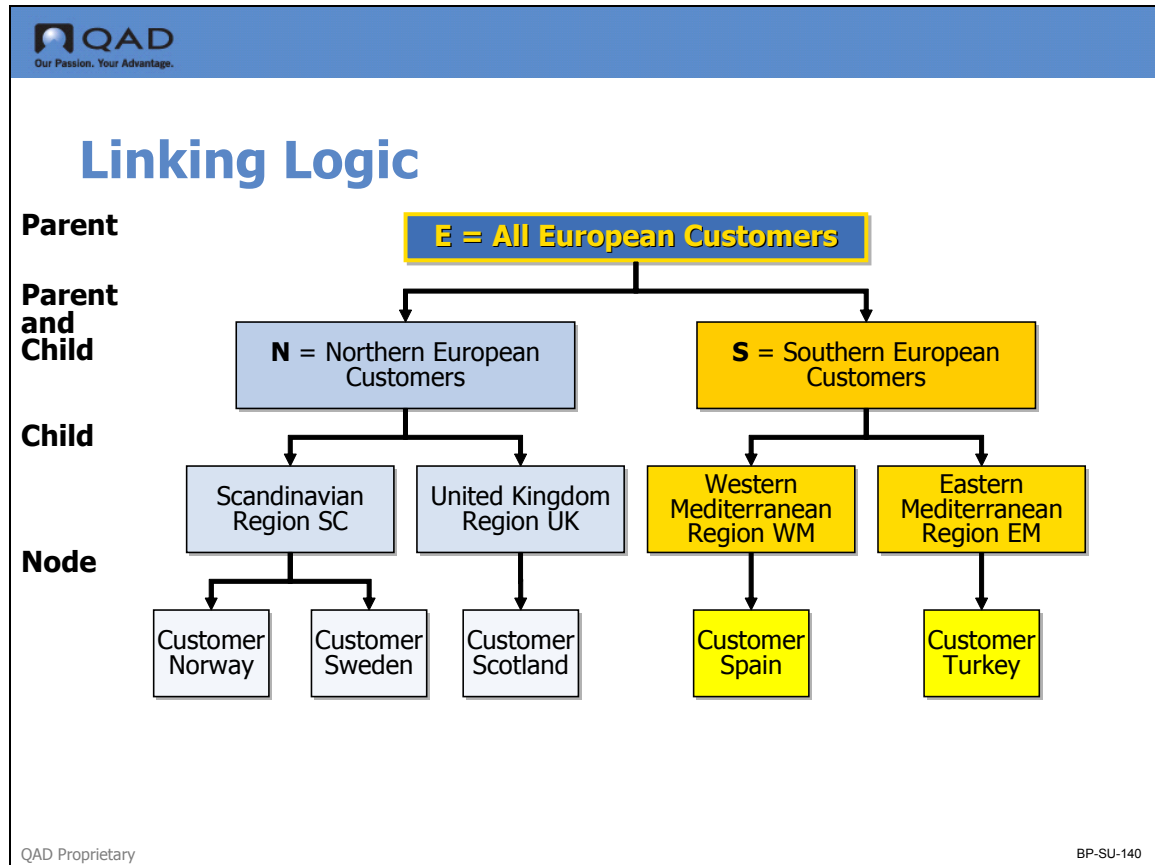 QAD
Our Passion. Your Advantage.
Linking Logic
Parent
E = All European Customers
Parent
and
Child
N = Northern European
Customers
S = Southern European
Customers
Child
Scandinavian
Region SC
United Kingdom
Region UK
Western
Mediterranean
Region WM
Eastern
Mediterranean
Region EM
Node
Customer
Norway
Customer
Sweden
Customer
Scotland
Customer
Spain
Customer
Turkey
QAD Proprietary
BP-SU-140